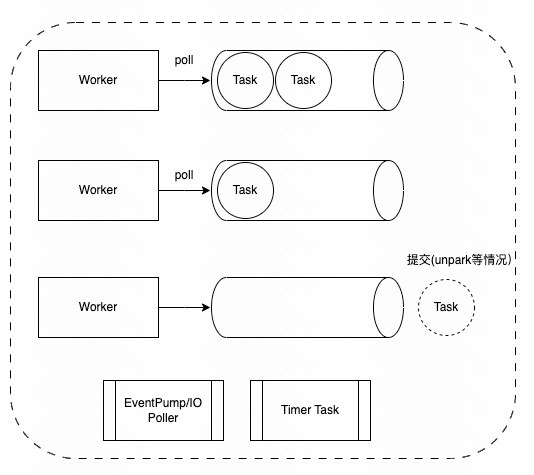 poll
Worker
Task
Task
poll
Worker
Task
提交(unpark等情况)
Worker
Task
EventPump/IO
Poller
Timer Task